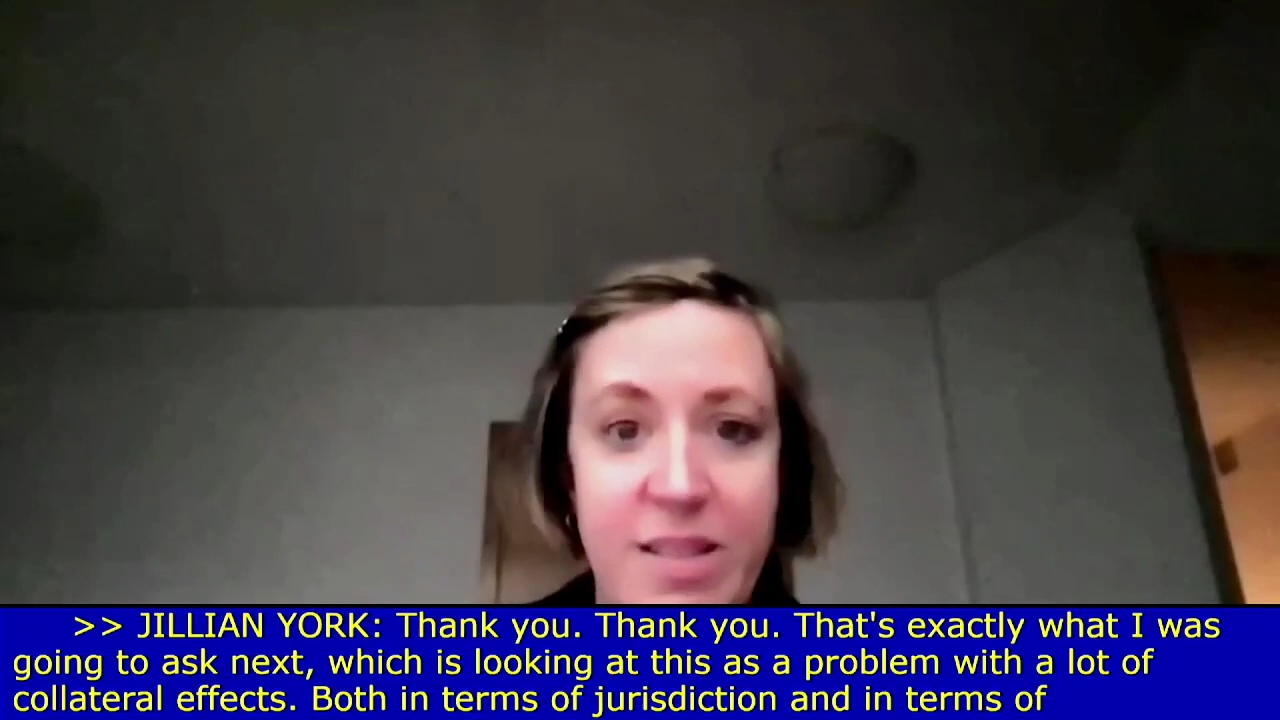 >> JILLIAN YORK: Thank you. Thank you. That's exactly what I was
going to ask next, which is looking at this as a problem with a lot of
collateral effects. Both in terms of jurisdiction and in terms of